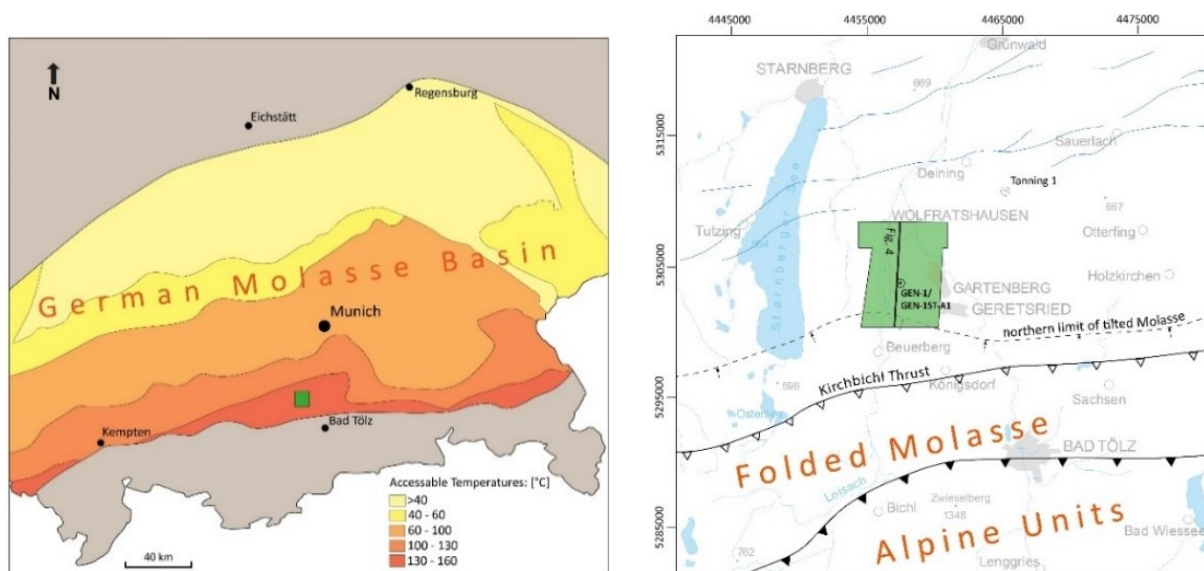 N
Regensburg
Eichstätt
German Molasse Basin
Munich
Kempten
Bad Tölz
Accessable Temperatures: [°C]
>40
40 - 60
60 - 100
100 - 130
130 - 160
40 km
4445000
4455000
4465000
4475000
Grünwald
STARNBERG
669
5315000
Sauerlach
Deining
Tanning 1
667
WOLFRATSHAUSEN
Tutzing
Otterfing
Starnberger See
Fig. 4
5305000
Holzkirchen
GARTENBERG
GEN-1/
GEN-1ST-A1
GERETSRIED
northern limit of tilted Molasse
Beuerberg
Kirchbichl Thrust
Königsdorf
596
5295000
Sachsen
Folded Molasse
BAD TÖLZ
Loisach
Zwieselberg
1348
Bichl
Alpine Units
Bad Wiessee
5285000
762
Lenggries